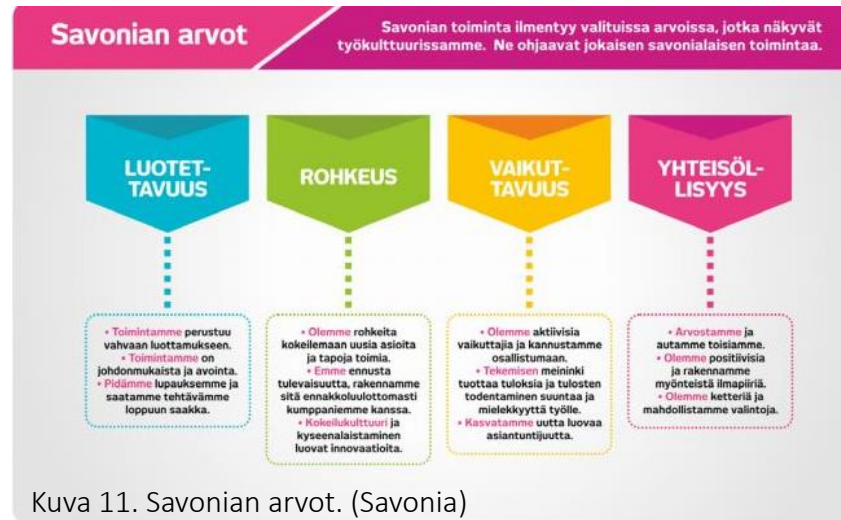 Savonian arvot
Savonian toiminta ilmentyy valituissa arvoissa, jotka näkyvät
työkulttuurissamme. Ne ohjaavat jokaisen savonialaisen toimintaa.
LUOTET-
TAVUUS
• Toimintamme perustuu
vahvaan luottamukseen.
• Toimintamme on
johdonmukaista ja avointa.
• Pidämme lupauksemme ja
saatamme tehtävämme
loppuun saakka.
ROHKEUS
• Olemme rohkeita
kokeilemaan uusia asioita
ja tapoja toimia.
• Emme ennusta
tulevaisuutta, rakennamme
sitä ennakkoluulottomasti
kumppaniemme kanssa.
• Kokeilukulttuuri ja
kyseenalaistaminen
luovat innovaatioita.
VAIKUT-
TAVUUS
• Olemme aktiivisia
vaikuttajia ja kannustamme
osallistumaan.
• Tekemisen meininki
tuottaa tuloksia ja tulosten
todentaminen suuntaa ja
mielekkyyttä työlle.
• Kasvatamme uutta luovaa
asiantuntijuutta.
YHTEISÖL-
LISYYS
• Arvostamme ja
autamme toisiamme.
• Olemme positiivisia
ja rakennamme
myönteistä ilmapiiriä.
• Olemme ketteriä ja
mahdollistamme valintoja.
Kuva 11. Savonian arvot. (Savonia)